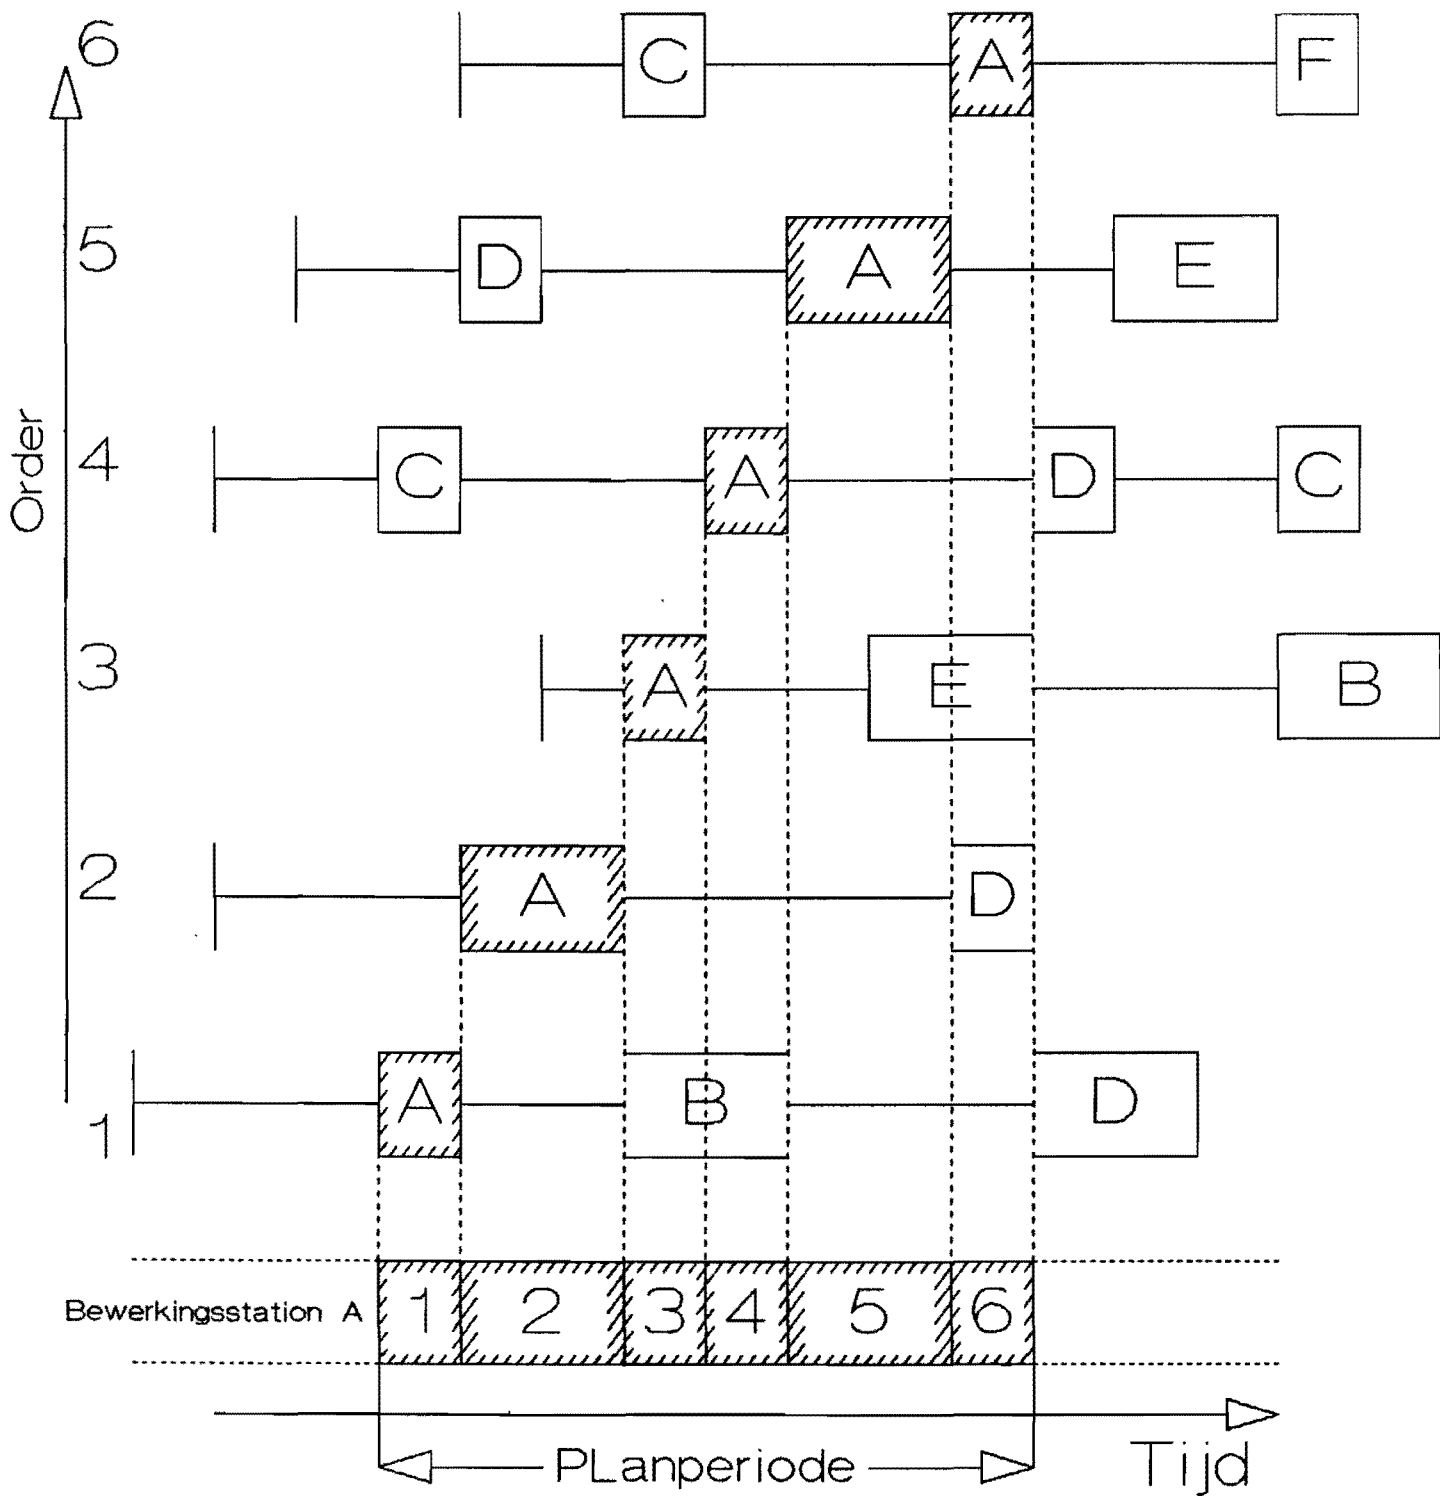 6 C A F
5 D A E
Order
4 C A D C
3 A E B
2 A D
1 A B D
Bewerkingsstation A 1 2 3 4 5 6
PLanperiode Tijd